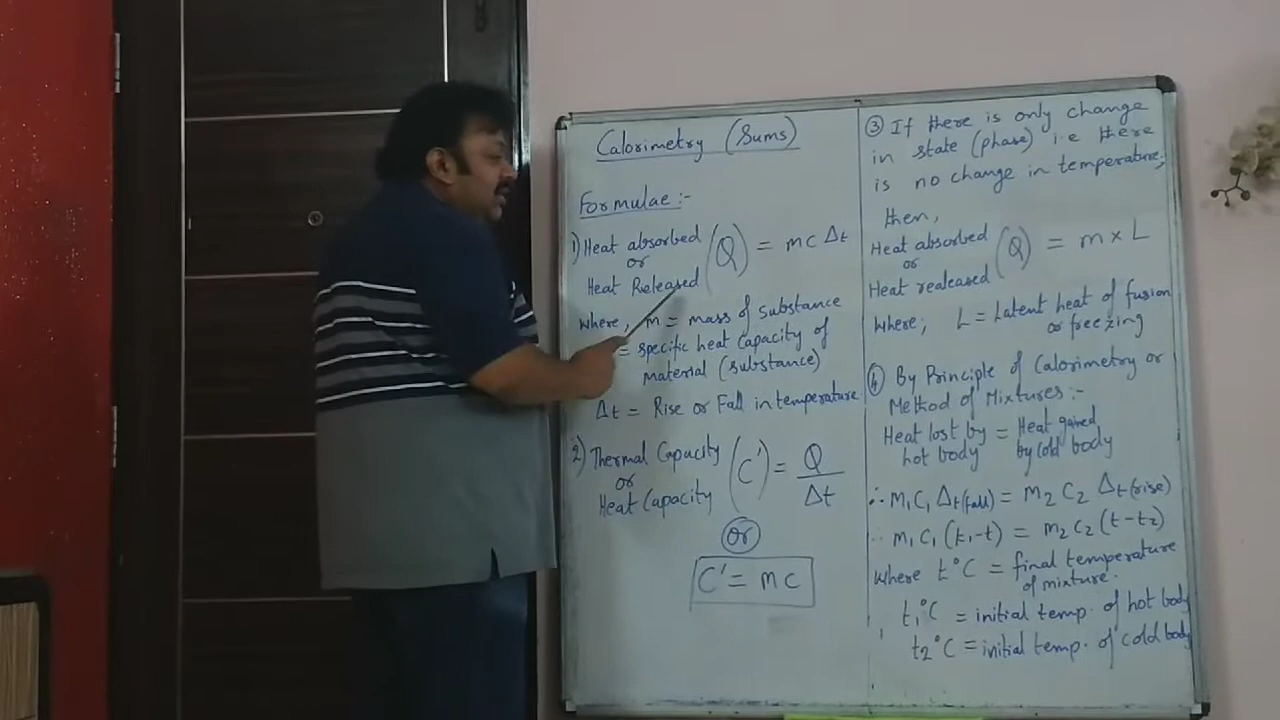 Calorimetry (Sums)
Formulae :-
1) Heat absorbed
or
Heat Released (Q) = mc Δt
where, m = mass of substance
= specific heat capacity of
material (substance)
Δt = Rise or Fall in temperature
2) Thermal Capacity
or
Heat Capacity (C') = Q/Δt
or
C' = mc
③ If there is only change
in state (phase) i.e there
is no change in temperature;
then,
Heat absorbed
or
Heat realeased (Q) = m x L
where; L = Latent heat of fusion
or freezing
④ By Principle of Calorimetry or
Method of Mixtures :-
Heat lost by = Heat gained
hot body by cold body
∴ m₁c₁ Δt(fall) = m₂c₂ Δt(rise)
∴ m₁c₁ (t₁-t) = m₂c₂ (t-t₂)
where t°C = final temperature
of mixture.
t₁°C = initial temp. of hot body
t₂°C = initial temp. of cold body